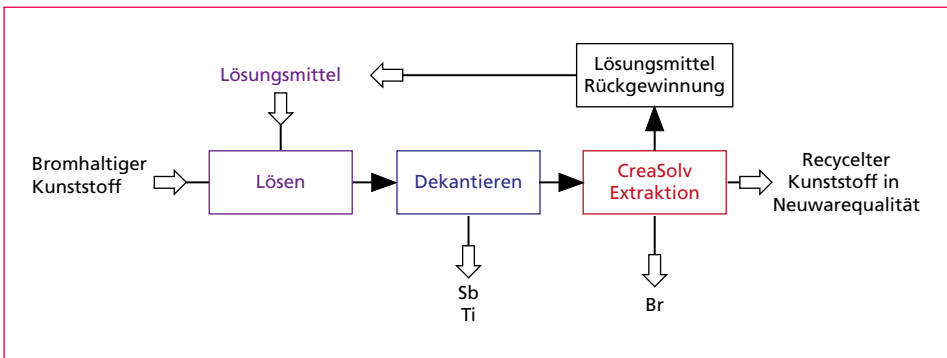 Lösungsmittel
Lösungsmittel
Rückgewinnung
Bromhaltiger
Kunststoff
Lösen
Dekantieren
CreaSolv
Extraktion
Recycelter
Kunststoff in
Neuwarequalität
Sb
Ti
Br